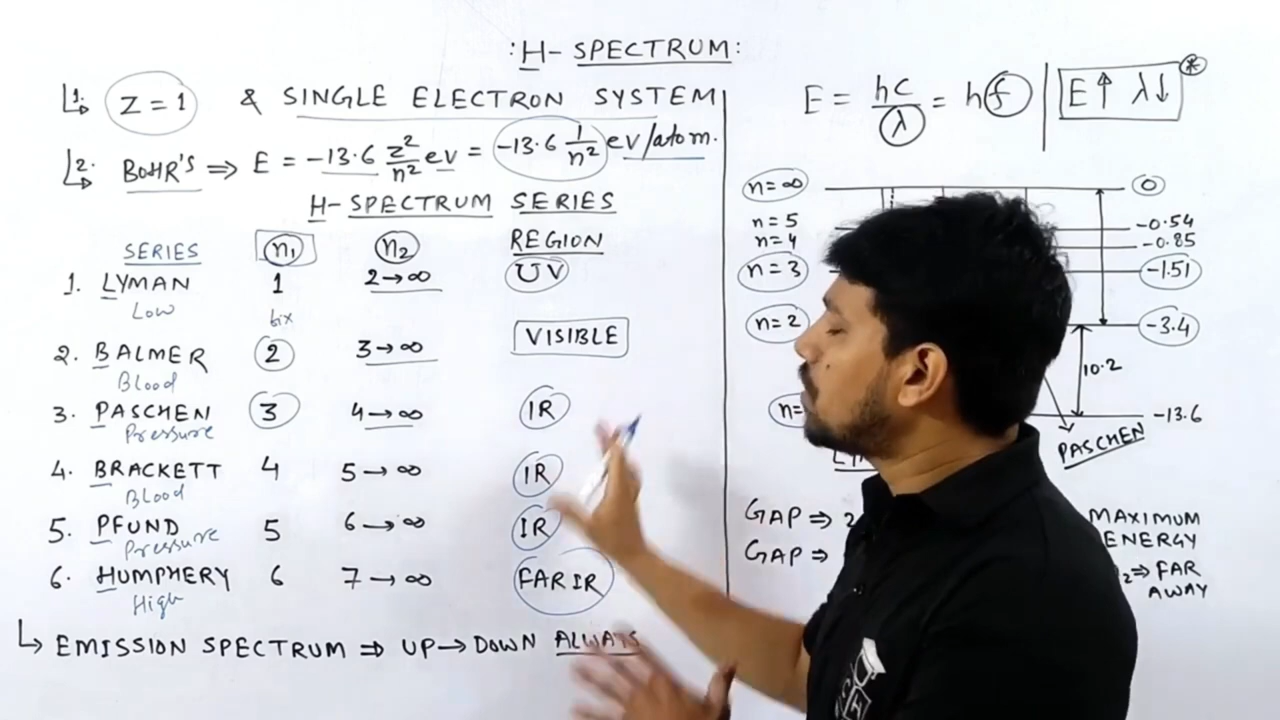 : H - SPECTRUM :
1. Z = 1 & SINGLE ELECTRON SYSTEM
2. BOHR'S ⇒ E = -13.6 z²/n² ev = -13.6 1/n² ev/atom.
H - SPECTRUM SERIES
SERIES n₁ n₂ REGION
1. LYMAN 1 2→∞ UV
Low fix
2. BALMER 2 3→∞ VISIBLE
Blood
3. PASCHEN 3 4→∞ IR
Pressure
4. BRACKETT 4 5→∞ IR
Blood
5. PFUND 5 6→∞ IR
Pressure
6. HUMPHERY 6 7→∞ FAR IR
High
↳ EMISSION SPECTRUM ⇒ UP→DOWN ALWAYS
E = hc/λ = hf | E↑ λ↓ *
n=∞ 0
n=5 -0.54
n=4 -0.85
n=3 -1.51
n=2 -3.4
10.2
n= -13.6
PASCHEN
GAP ⇒ 2 MAXIMUM
ENERGY
GAP ⇒ ₂⇒ FAR
AWAY